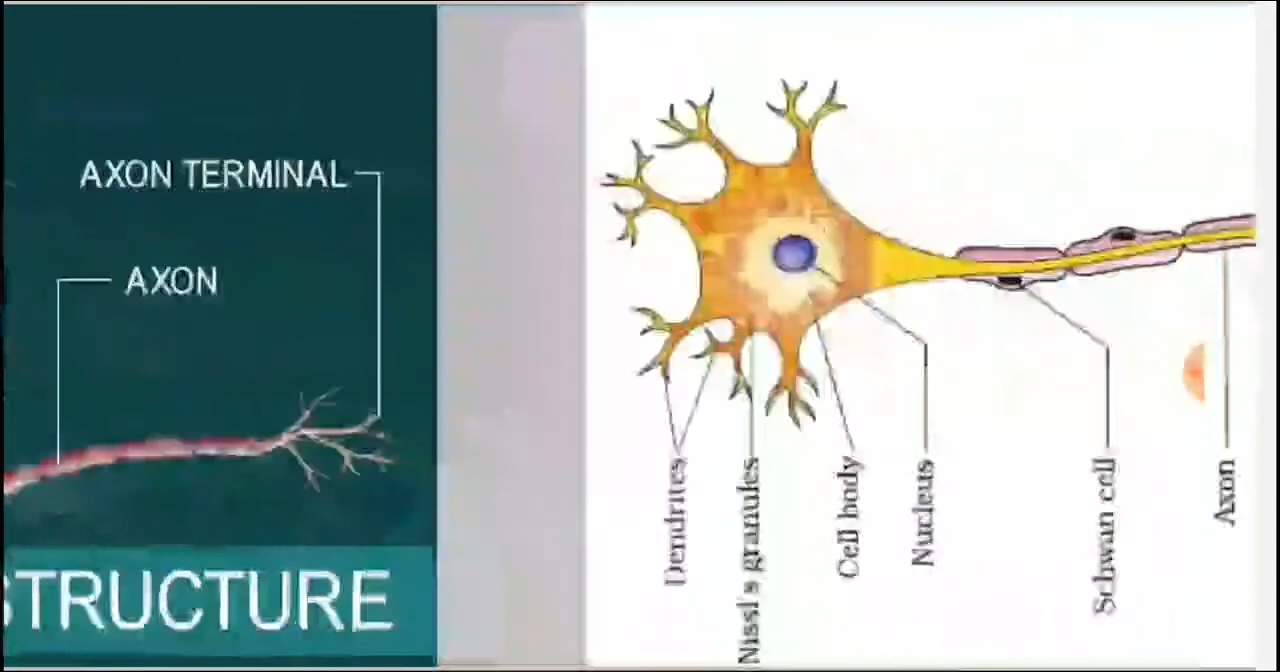 AXON TERMINAL
AXON
STRUCTURE
Dendrites
Nissl's granules
Cell body
Nucleus
Schwan cell
Axon